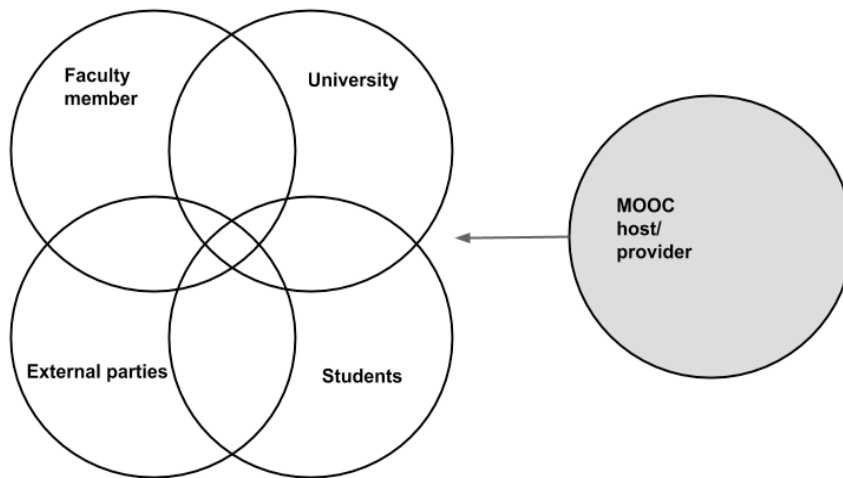 Faculty
member
University
MOOC
host/
provider
External parties
Students